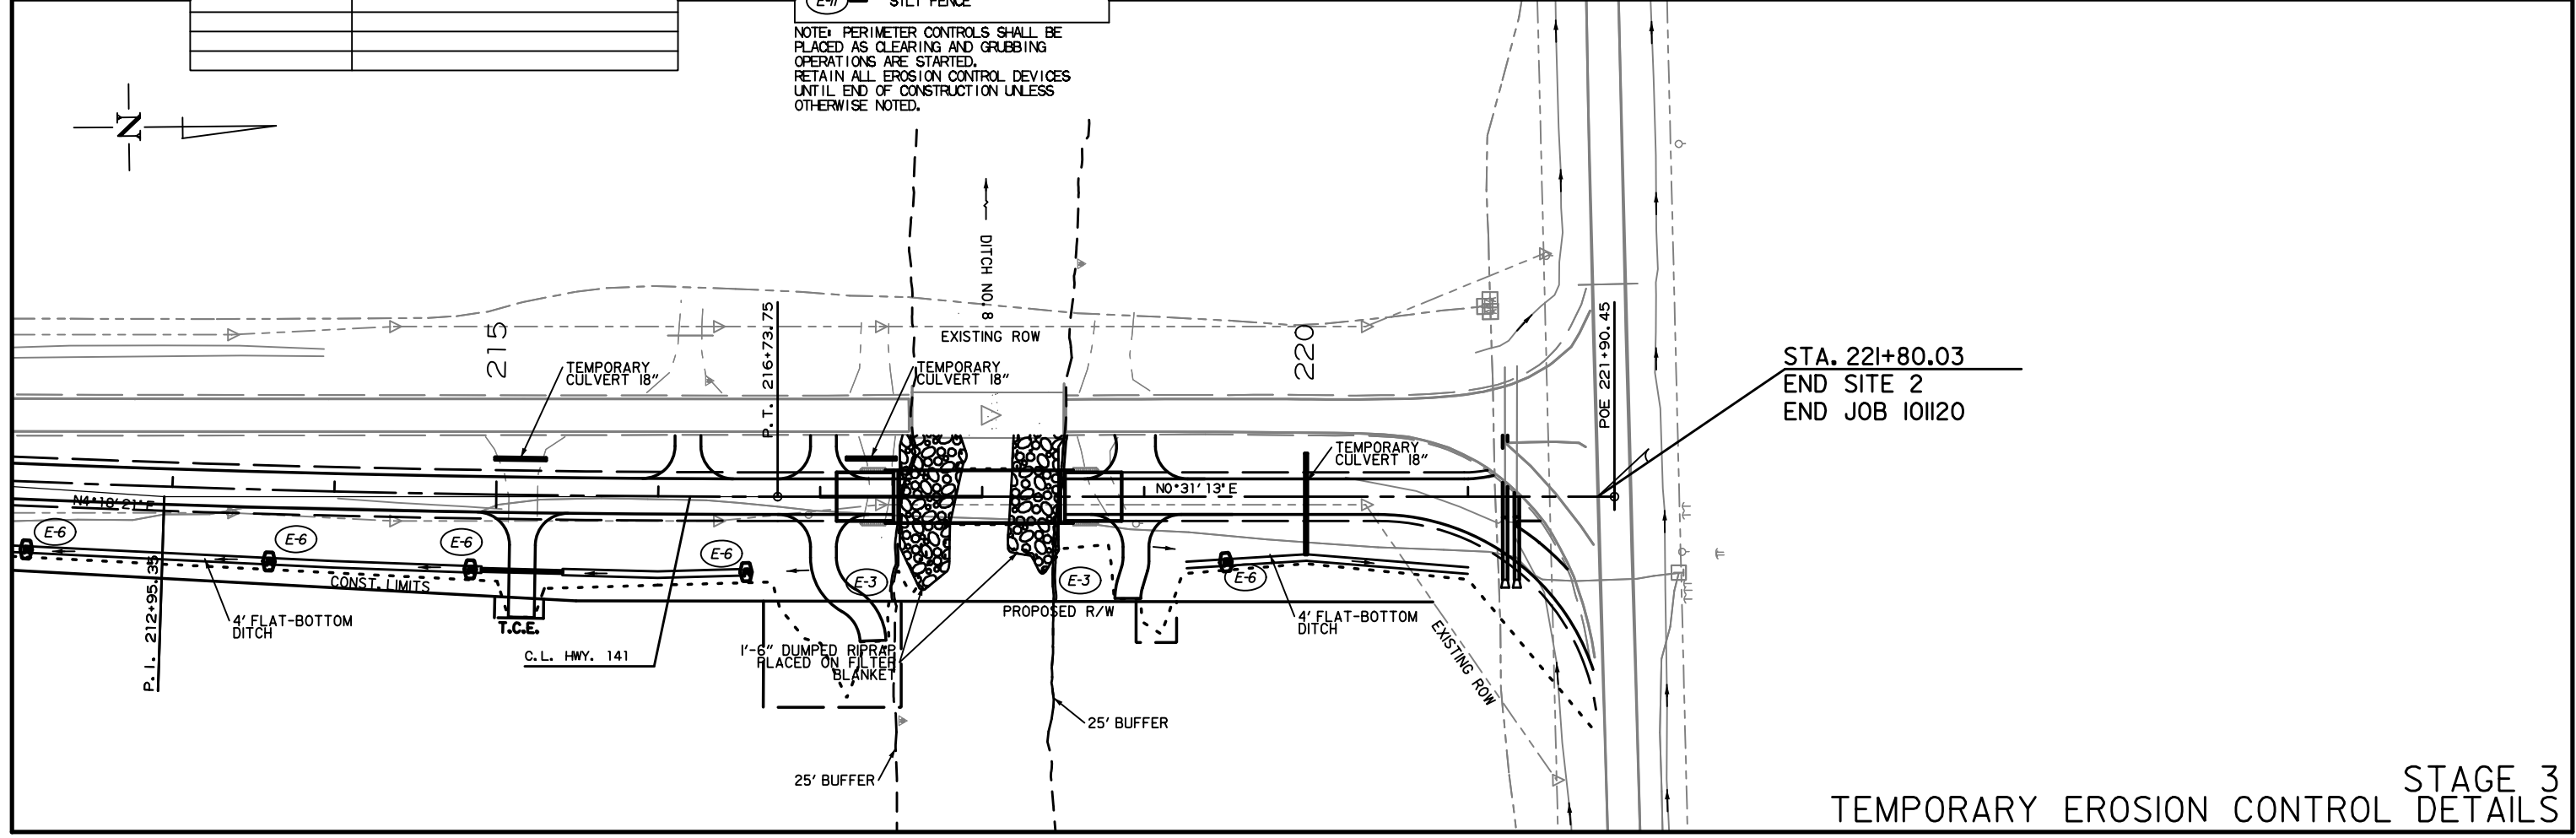 E-11 SILT FENCE
NOTE: PERIMETER CONTROLS SHALL BE
PLACED AS CLEARING AND GRUBBING
OPERATIONS ARE STARTED.
RETAIN ALL EROSION CONTROL DEVICES
UNTIL END OF CONSTRUCTION UNLESS
OTHERWISE NOTED.
N
DITCH NO. 8
EXISTING ROW
215
P.T. 216+73.75
220
POE 221+90.45
TEMPORARY
CULVERT 18"
TEMPORARY
CULVERT 18"
TEMPORARY
CULVERT 18"
STA. 221+80.03
END SITE 2
END JOB 101120
N4°18'21"E
N0°31'13"E
E-6
E-6
E-6
E-6
E-3
E-3
E-6
CONST. LIMITS
P.I. 212+95.35
4' FLAT-BOTTOM
DITCH
T.C.E.
C.L. HWY. 141
1'-6" DUMPED RIPRAP
PLACED ON FILTER
BLANKET
PROPOSED R/W
4' FLAT-BOTTOM
DITCH
EXISTING ROW
25' BUFFER
25' BUFFER
STAGE 3
TEMPORARY EROSION CONTROL DETAILS